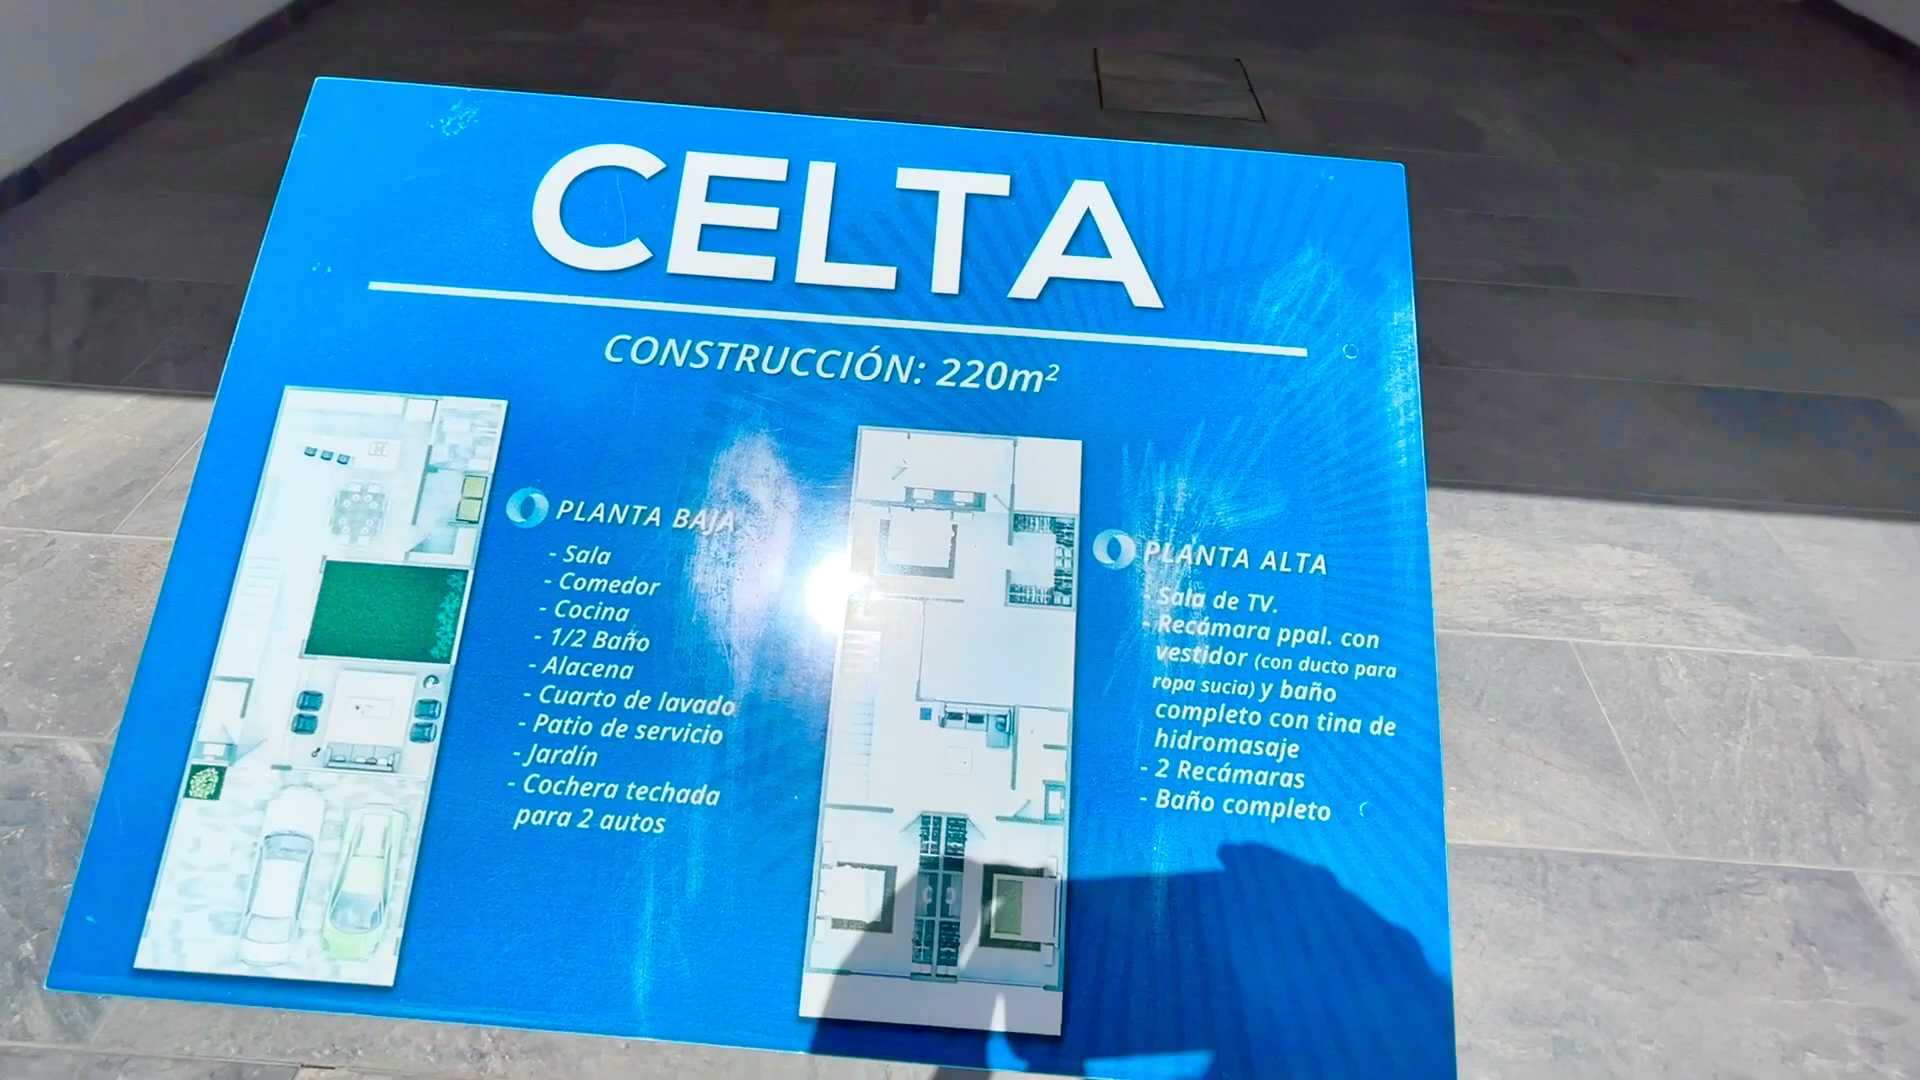 CELTA
CONSTRUCCIÓN: 220m²
PLANTA BAJA
- Sala
- Comedor
- Cocina
- 1/2 Baño
- Alacena
- Cuarto de lavado
- Patio de servicio
- Jardín
- Cochera techada
para 2 autos
PLANTA ALTA
- Sala de TV.
- Recámara ppal. con
vestidor (con ducto para
ropa sucia) y baño
completo con tina de
hidromasaje
- 2 Recámaras
- Baño completo